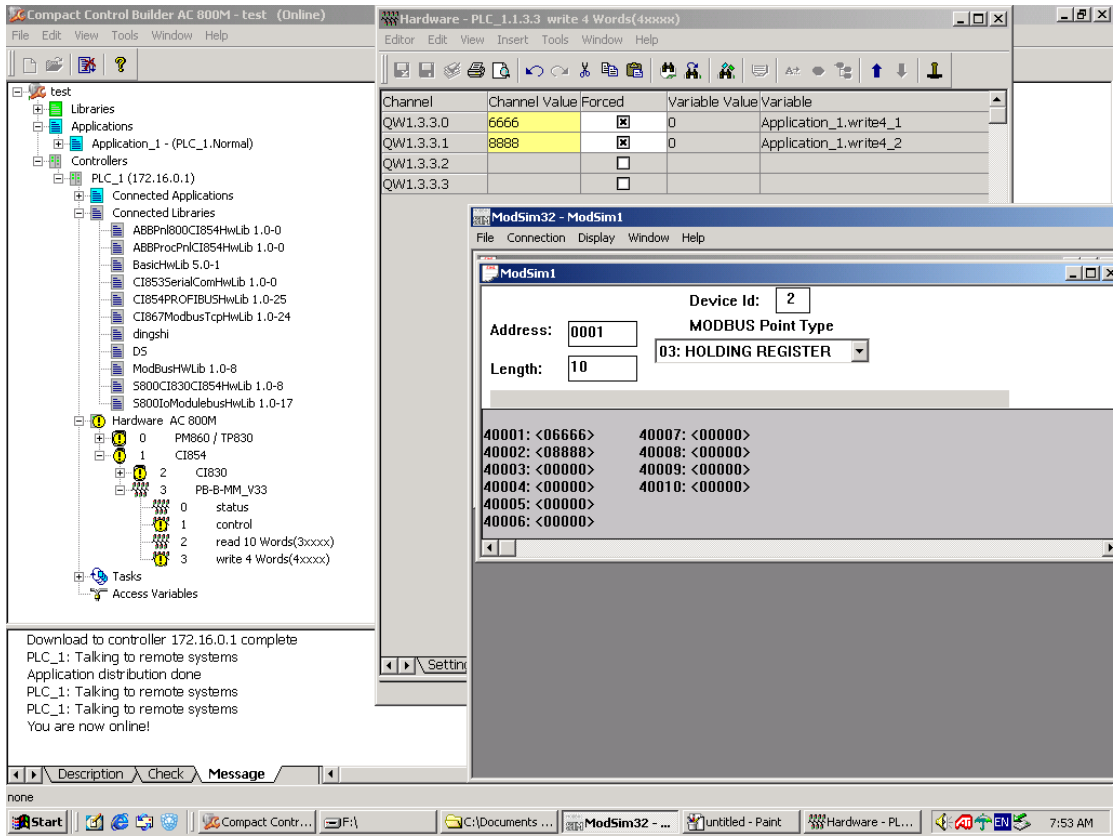 Compact Control Builder AC 800M - test (Online)
File Edit View Tools Window Help
test
Libraries
Applications
Application_1 - (PLC_1.Normal)
Controllers
PLC_1 (172.16.0.1)
Connected Applications
Connected Libraries
ABBPnl800CI854HwLib 1.0-0
ABBProcPnlCI854HwLib 1.0-0
BasicHwLib 5.0-1
CI853SerialComHwLib 1.0-0
CI854PROFIBUSHwLib 1.0-25
CI867ModbusTcpHwLib 1.0-24
dingshi
DS
ModBusHWLib 1.0-8
S800CI830CI854HwLib 1.0-8
S800IoModulebusHwLib 1.0-17
Hardware AC 800M
0 PM860 / TP830
1 CI854
2 CI830
3 PB-B-MM_V33
0 status
1 control
2 read 10 Words(3xxxx)
3 write 4 Words(4xxxx)
Tasks
Access Variables
Download to controller 172.16.0.1 complete
PLC_1: Talking to remote systems
Application distribution done
PLC_1: Talking to remote systems
PLC_1: Talking to remote systems
You are now online!
Description Check Message
none
Hardware - PLC_1.1.3.3 write 4 Words(4xxxx)
Editor Edit View Insert Tools Window Help
Channel Channel Value Forced Variable Value Variable
QW1.3.3.0 6666 0 Application_1.write4_1
QW1.3.3.1 8888 0 Application_1.write4_2
QW1.3.3.2
QW1.3.3.3
ModSim32 - ModSim1
File Connection Display Window Help
ModSim1
Device Id: 2
Address: 0001 MODBUS Point Type
03: HOLDING REGISTER
Length: 10
40001: <06666> 40007: <00000>
40002: <08888> 40008: <00000>
40003: <00000> 40009: <00000>
40004: <00000> 40010: <00000>
40005: <00000>
40006: <00000>
Start Compact Contr... F:\ C:\Documents ... ModSim32 - ... untitled - Paint Hardware - PL... EN 7:53 AM